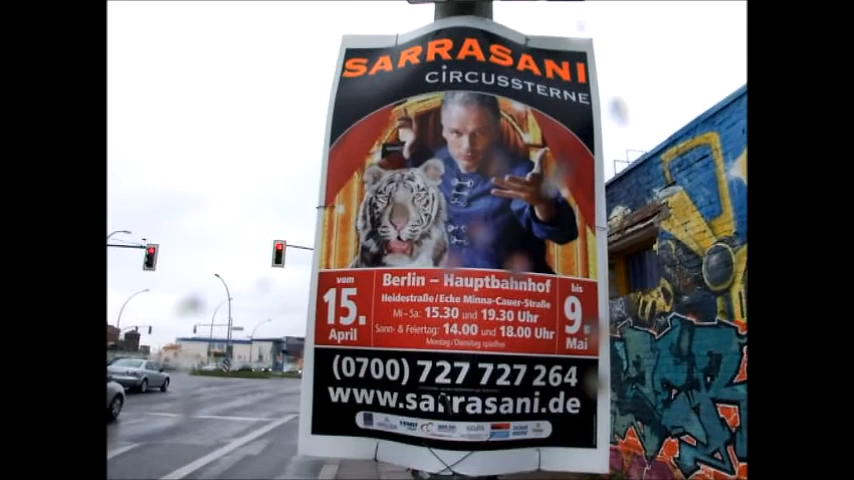 SARRASANI
CIRCUSSTERNE
vom
15.
April
Berlin – Hauptbahnhof
Heidestraße/Ecke Minna-Cauer-Straße
Mi - Sa: 15.30 und 19.30 Uhr
Sonn- & Feiertag: 14.00 und 18.00 Uhr
Montag/Dienstag spielfrei
bis
9.
Mai
(0700) 727 727 264
www.sarrasani.de